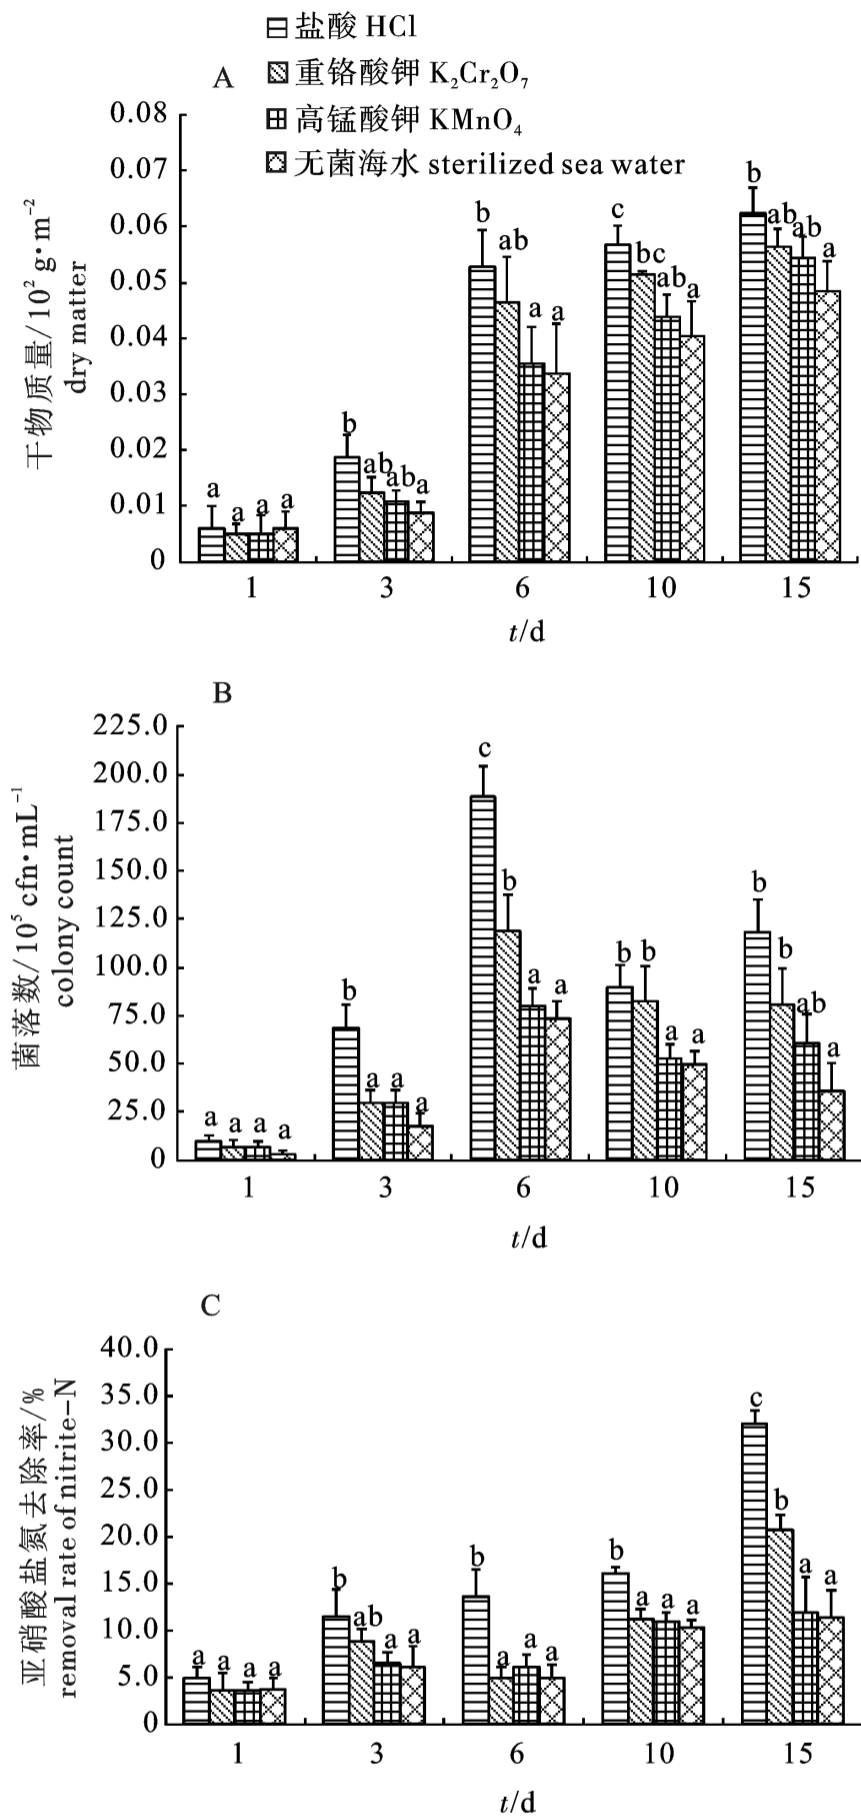 盐酸 HCl
A
重铬酸钾 K₂Cr₂O₇
高锰酸钾 KMnO₄
无菌海水 sterilized sea water
干物质量/10² g·m⁻²
dry matter
0.08
0.07
0.06
0.05
0.04
0.03
0.02
0.01
0
a a a a
b ab ab a
b ab a a
c bc ab a
b ab ab a
1 3 6 10 15
t/d
B
菌落数/10⁵ cfn·mL⁻¹
colony count
225.0
200.0
175.0
150.0
125.0
100.0
75.0
50.0
25.0
0
a a a a
b a a a
c b a a
b b a a
b b ab a
1 3 6 10 15
t/d
C
亚硝酸盐氮去除率/%
removal rate of nitrite-N
40.0
35.0
30.0
25.0
20.0
15.0
10.0
5.0
0
a a a a
b ab a a
b a a a
b a a a
c b a a
1 3 6 10 15
t/d